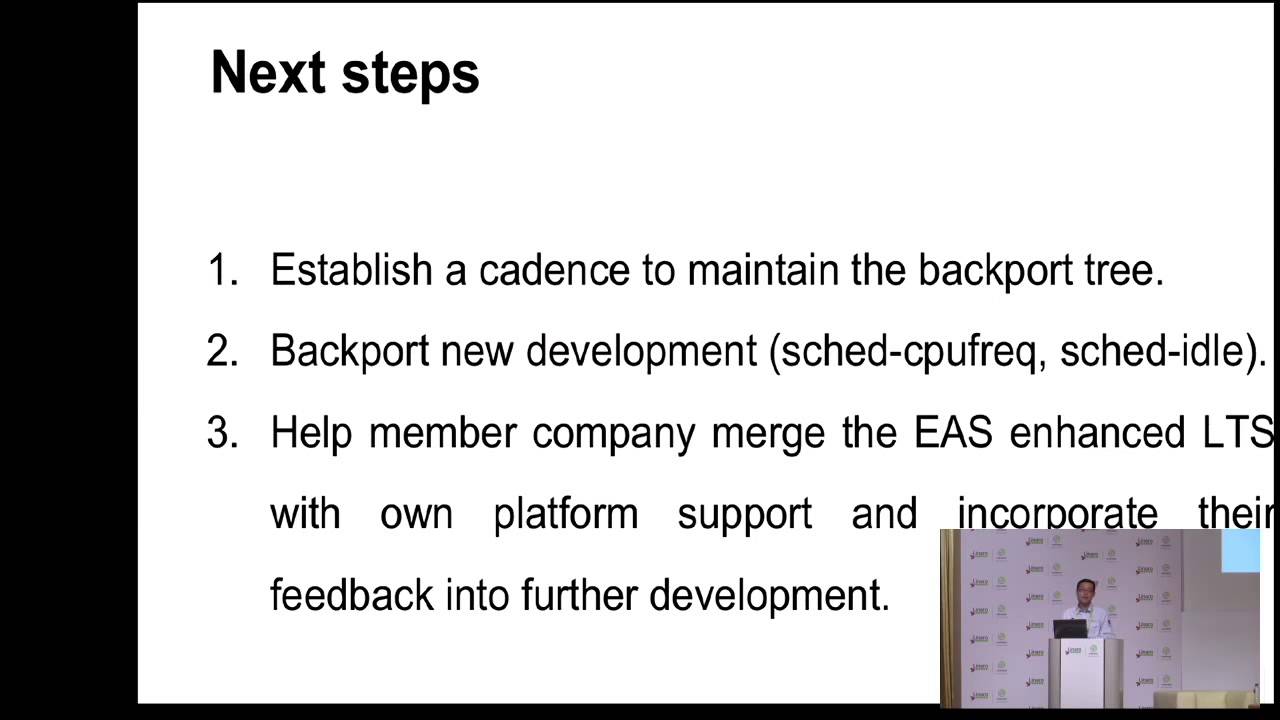 Next steps
1. Establish a cadence to maintain the backport tree.
2. Backport new development (sched-cpufreq, sched-idle).
3. Help member company merge the EAS enhanced LTS
with own platform support and incorporate their
feedback into further development.
Linaro